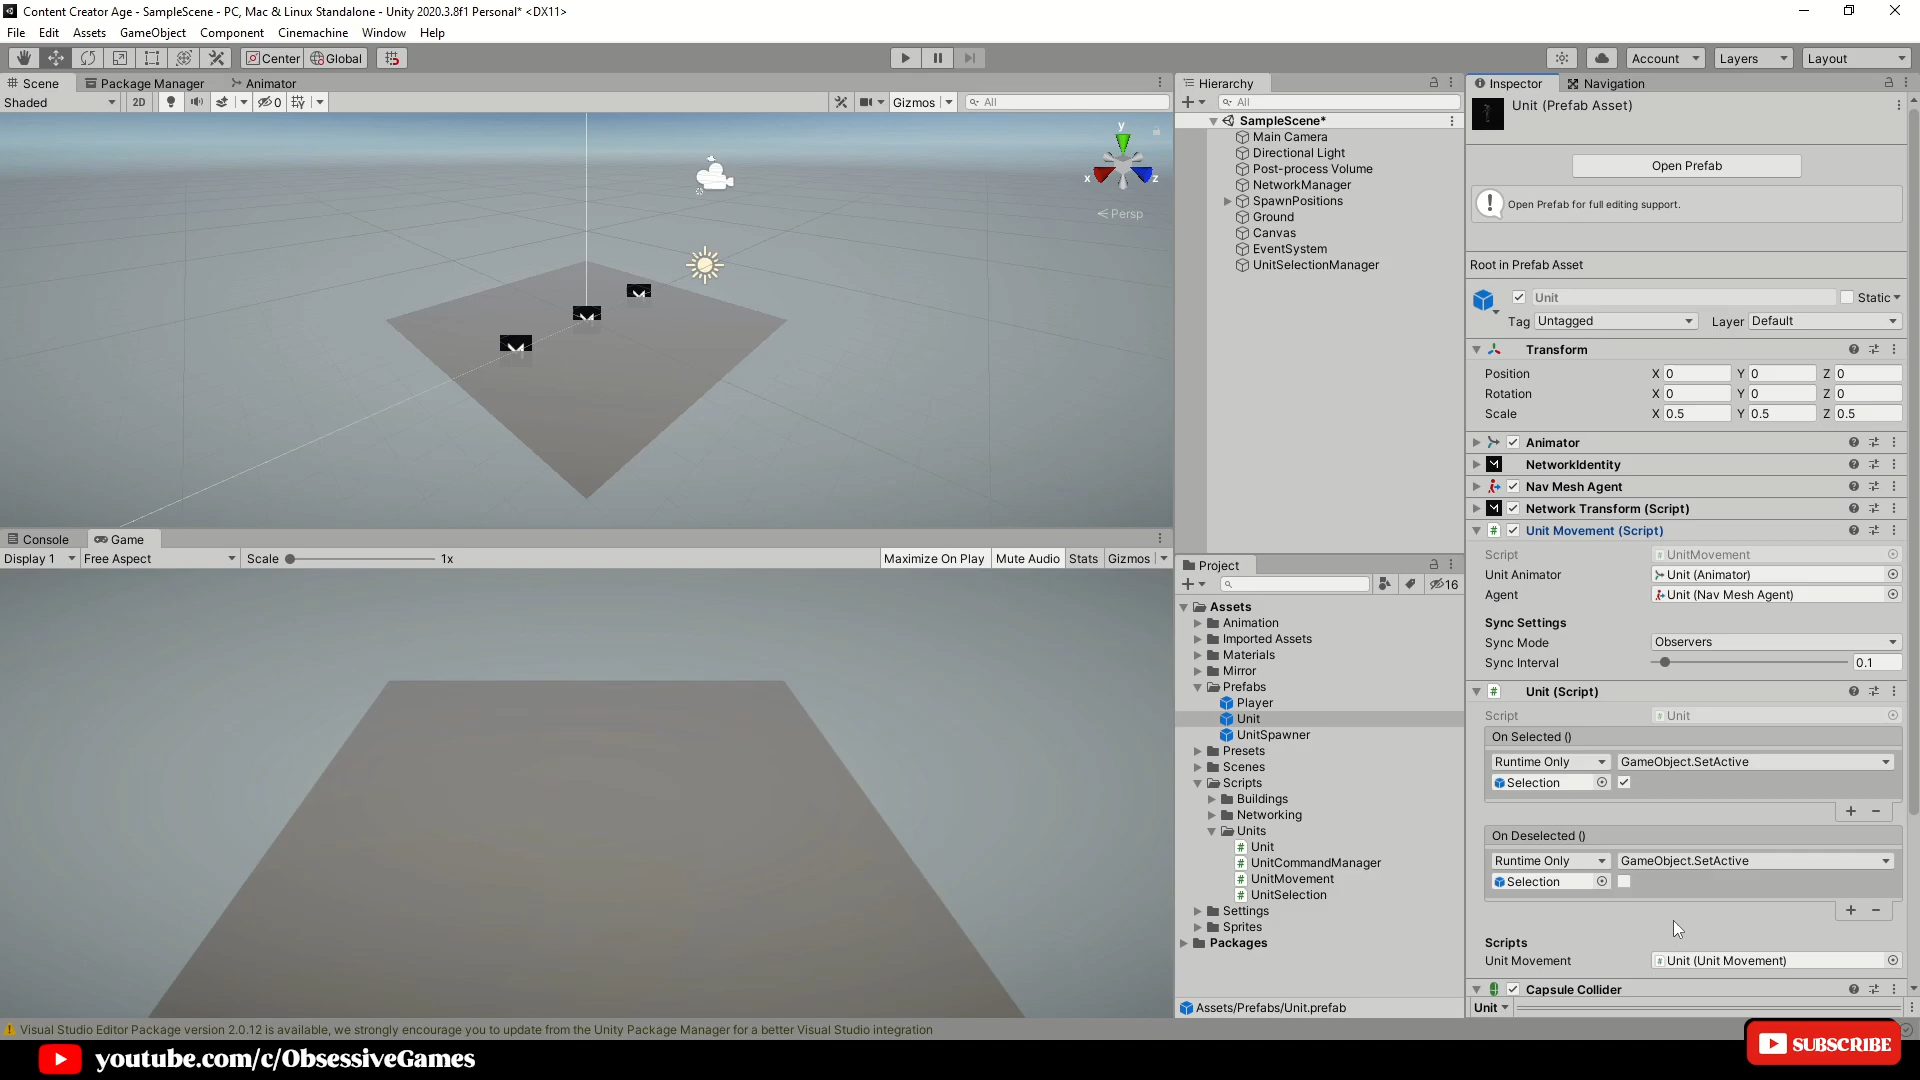 Content Creator Age - SampleScene - PC, Mac & Linux Standalone - Unity 2020.3.8f1 Personal* <DX11>
File Edit Assets GameObject Component Cinemachine Window Help
Center Global Account Layers Layout
Scene Package Manager Animator
Shaded 2D 0 Gizmos All
y
x z
Persp
Hierarchy
All
SampleScene*
Main Camera
Directional Light
Post-process Volume
NetworkManager
SpawnPositions
Ground
Canvas
EventSystem
UnitSelectionManager
Console Game
Display 1 Free Aspect Scale 1x Maximize On Play Mute Audio Stats Gizmos
Project
16
Assets
Animation
Imported Assets
Materials
Mirror
Prefabs
Player
Unit
UnitSpawner
Presets
Scenes
Scripts
Buildings
Networking
Units
Unit
UnitCommandManager
UnitMovement
UnitSelection
Settings
Sprites
Packages
Assets/Prefabs/Unit.prefab
Inspector Navigation
Unit (Prefab Asset)
Open Prefab
Open Prefab for full editing support.
Root in Prefab Asset
Unit Static
Tag Untagged Layer Default
Transform
Position X 0 Y 0 Z 0
Rotation X 0 Y 0 Z 0
Scale X 0.5 Y 0.5 Z 0.5
Animator
NetworkIdentity
Nav Mesh Agent
Network Transform (Script)
Unit Movement (Script)
Script UnitMovement
Unit Animator Unit (Animator)
Agent Unit (Nav Mesh Agent)
Sync Settings
Sync Mode Observers
Sync Interval 0.1
Unit (Script)
Script Unit
On Selected ()
Runtime Only GameObject.SetActive
Selection
On Deselected ()
Runtime Only GameObject.SetActive
Selection
Scripts
Unit Movement Unit (Unit Movement)
Capsule Collider
Unit
Visual Studio Editor Package version 2.0.12 is available, we strongly encourage you to update from the Unity Package Manager for a better Visual Studio integration
youtube.com/c/ObsessiveGames
SUBSCRIBE